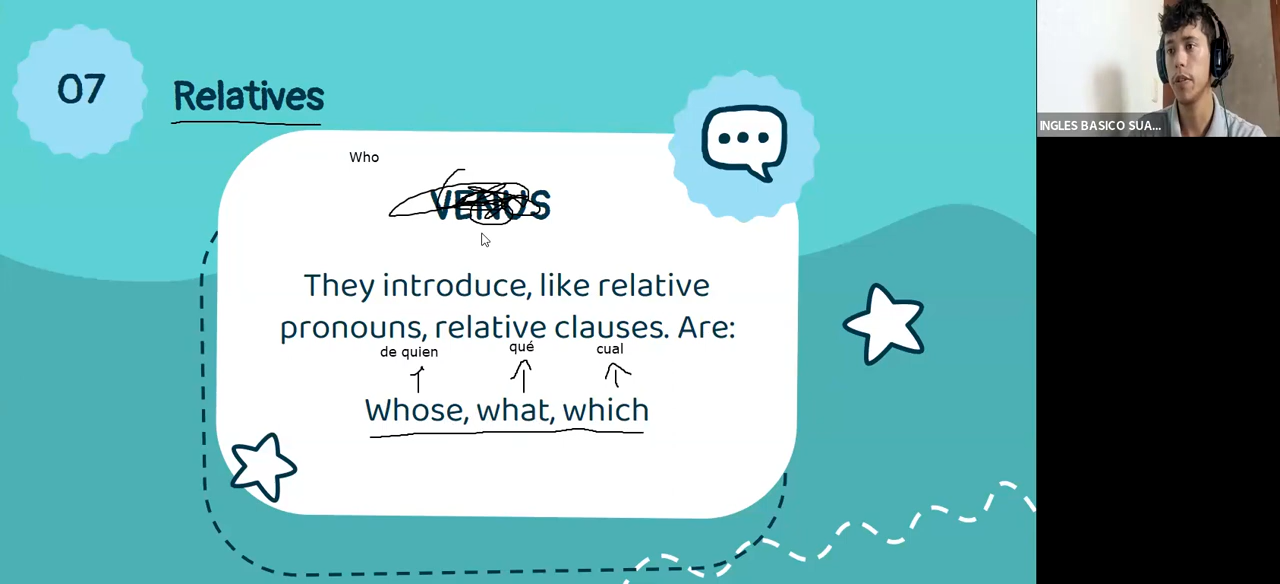 07
Relatives
Who
VENUS
They introduce, like relative
pronouns, relative clauses. Are:
de quien qué cual
Whose, what, which
INGLES BASICO SUA...